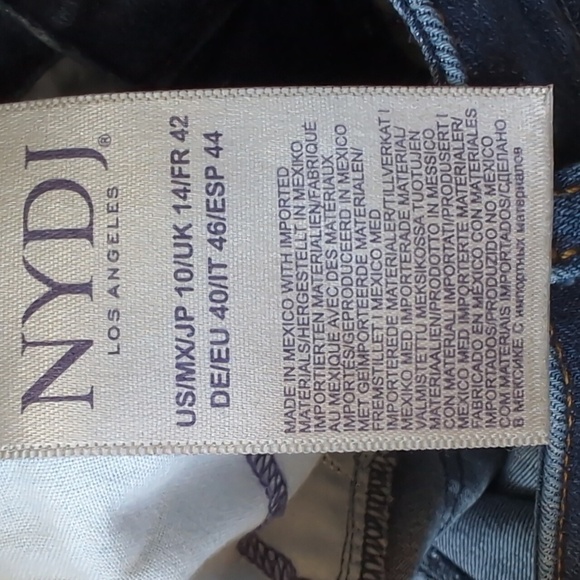 NYDJ®
LOS ANGELES
US/MX/JP 10/UK 14/FR 42
DE/EU 40/IT 46/ESP 44
MADE IN MEXICO WITH IMPORTED
MATERIALS/HERGESTELLT IN MEXIKO
IMPORTIERTEN MATERIALIEN/FABRIQUÉ
AU MEXIQUE AVEC DES MATERIAUX
IMPORTÉS/GEPRODUCEERD IN MEXICO
MET GEÏMPORTEERDE MATERIALEN/
FREMSTILLET I MEXICO MED
IMPORTEREDE MATERIALER/TILLVERKAT I
MEXICO MED IMPORTERADE MATERIAL/
VALMISTETTU MEKSIKOSSA TUOTUJEN
MATERIAALIEN/PRODOTTO IN MESSICO
CON MATERIALI IMPORTATI/PRODUSERT I
MEXICO MED IMPORTERTE MATERIALER/
FABRICADO EN MÉXICO CON MATERIALES
IMPORTADOS/PRODUZIDO NO MEXICO
COM MATERIAIS IMPORTADOS/СДЕЛАНО
В МЕКСИКЕ С импортных материалов